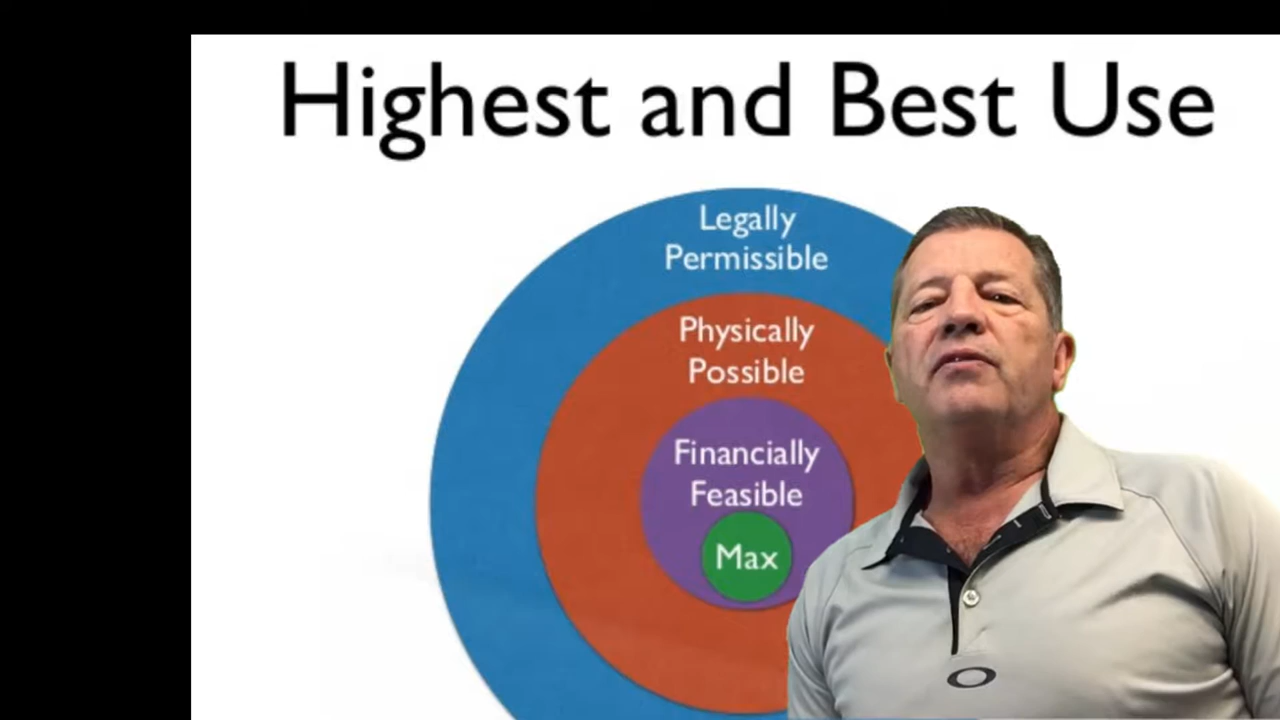 Highest and Best Use
Legally
Permissible
Physically
Possible
Financially
Feasible
Max